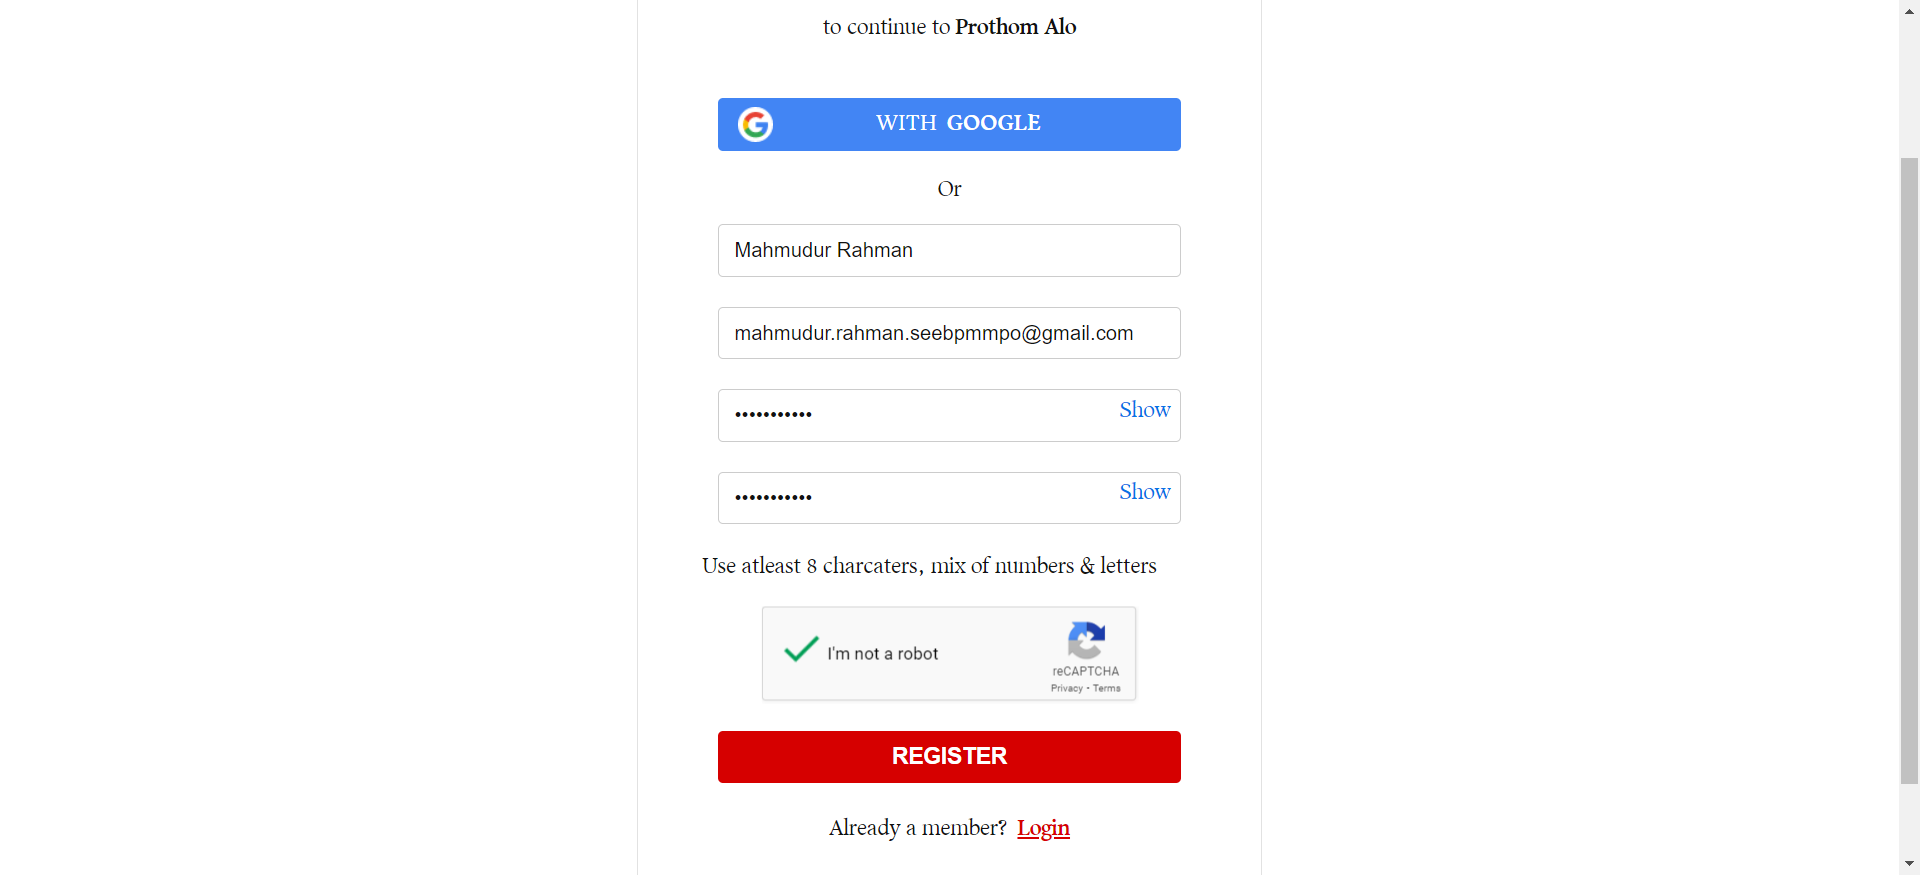 to continue to Prothom Alo
WITH GOOGLE
Or
Mahmudur Rahman
mahmudur.rahman.seebpmmpo@gmail.com
••••••••••• Show
••••••••••• Show
Use atleast 8 charcaters, mix of numbers & letters
I'm not a robot
reCAPTCHA
Privacy - Terms
REGISTER
Already a member? Login